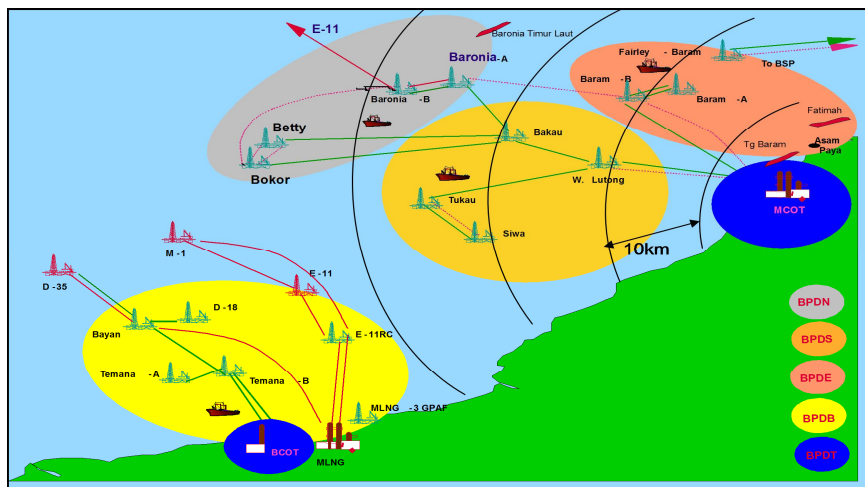 E-11
Baronia Timur Laut
Baronia-A
Fairley - Baram
To BSP
Baram -B
Baram -A
Baronia -B
Fatimah
Betty
Bakau
Tg Baram
Asam
Paya
Bokor
W. Lutong
MCOT
Tukau
Siwa
10km
M -1
E -11
D -35
D -18
Bayan
E -11RC
BPDN
BPDS
Temana -A
Temana -B
BPDE
MLNG -3 GPAF
BPDB
BCOT
MLNG
BPDT